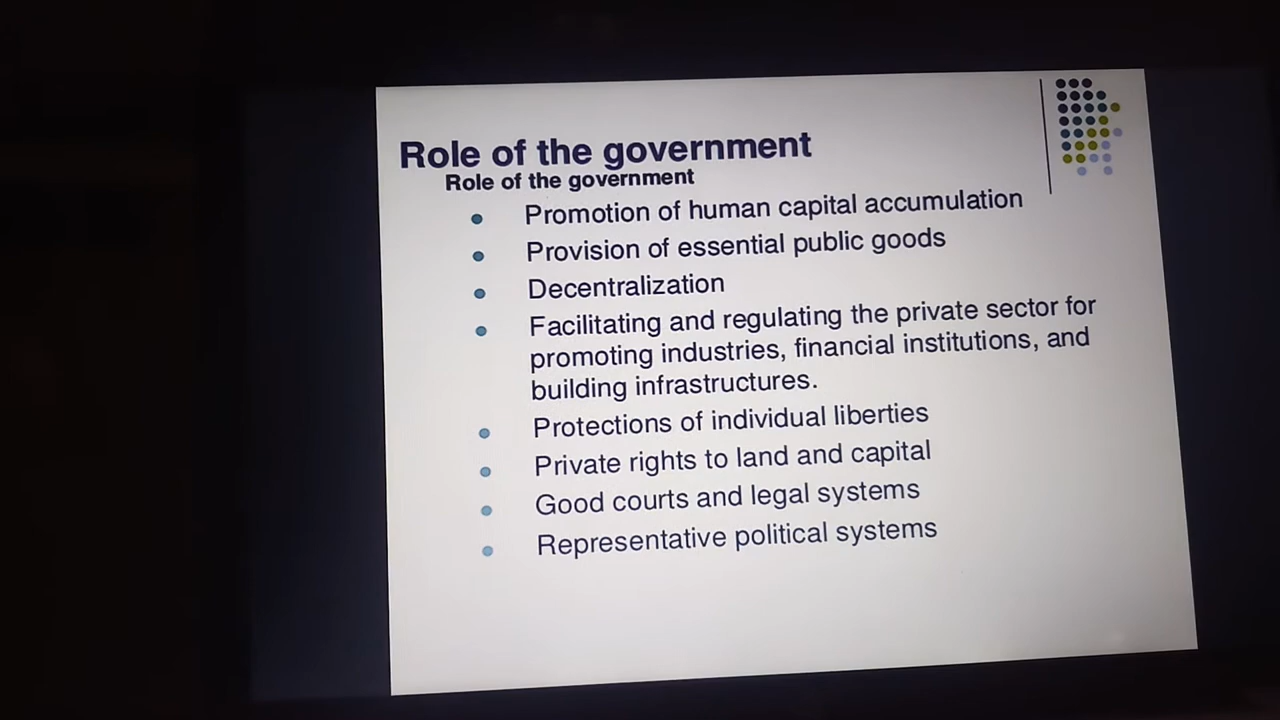 Role of the government
Role of the government
Promotion of human capital accumulation
Provision of essential public goods
Decentralization
Facilitating and regulating the private sector for
promoting industries, financial institutions, and
building infrastructures.
Protections of individual liberties
Private rights to land and capital
Good courts and legal systems
Representative political systems